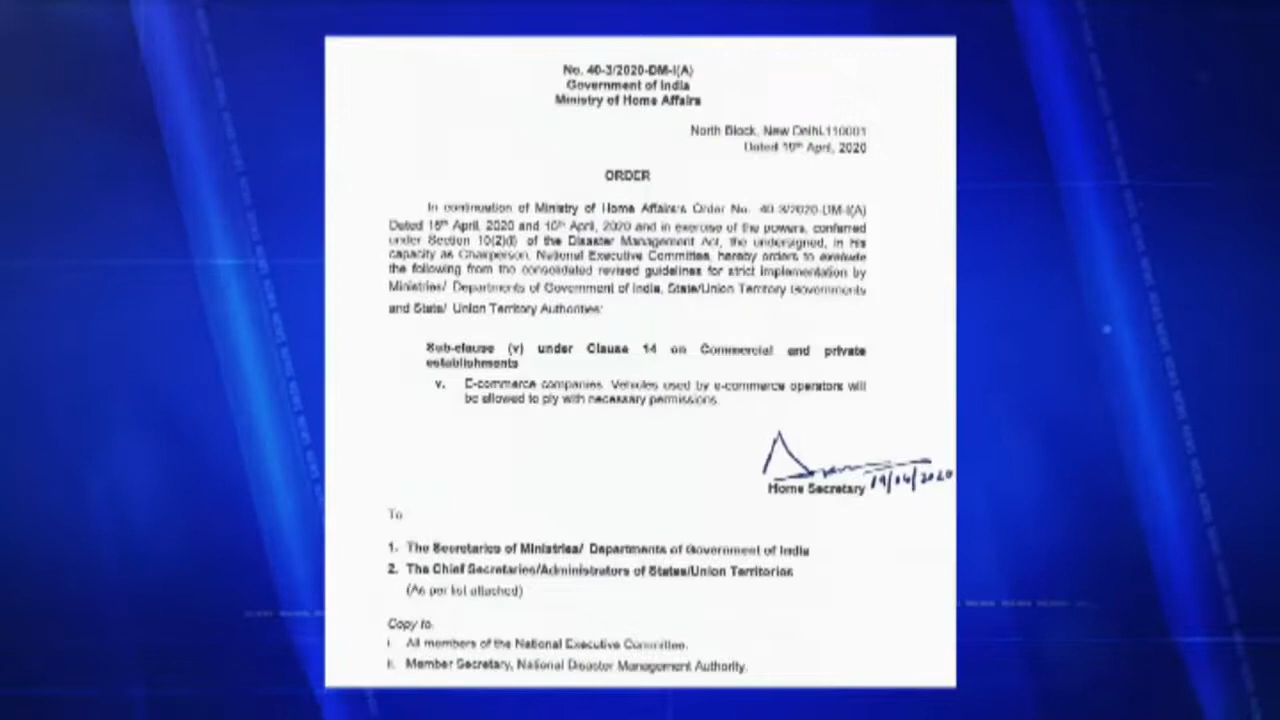 No. 40-3/2020-DM-I(A)
Government of India
Ministry of Home Affairs
North Block, New Delhi-110001
Dated 19th April, 2020
ORDER
In continuation of Ministry of Home Affairs's Order No. 40-3/2020-DM-I(A)
Dated 15th April, 2020 and 16th April, 2020 and in exercise of the powers, conferred
under Section 10(2)(l) of the Disaster Management Act, the undersigned, in his
capacity as Chairperson, National Executive Committee, hereby orders to
the following from the consolidated revised guidelines for strict implementation by
Ministries/ Departments of Government of India, State/Union Territory Governments
and State/ Union Territory Authorities:
Sub-clause (v) under Clause 14 on Commercial and private
establishments
v. E-commerce companies. Vehicles used by e-commerce operators will
be allowed to ply with necessary permissions.
Home Secretary 19/04/2020
To
1. The Secretaries of Ministries/ Departments of Government of India
2. The Chief Secretaries/Administrators of States/Union Territories
(As per list attached)
Copy to
i. All members of the National Executive Committee.
ii. Member Secretary, National Disaster Management Authority.